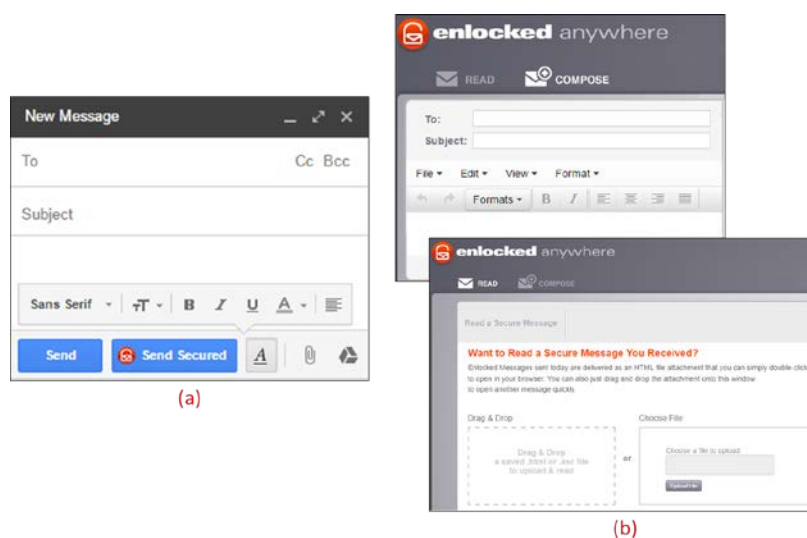 New Message
To Cc Bcc
Subject
Sans Serif T B I U A
Send Send Secured A
(a)
enlocked anywhere
READ COMPOSE
To:
Subject:
File Edit View Format
Formats B I
enlocked anywhere
READ COMPOSE
Read a Secure Message
Want to Read a Secure Message You Received?
Enlocked Messages sent today are delivered as an HTML file attachment that you can simply double click
to open in your browser. You can also just drag and drop the attachment onto this window
to open another message quickly.
Drag & Drop
Choose File
Drag & Drop
a saved .html or .asc file
to upload & read
or
Choose a file to upload:
Upload File
(b)